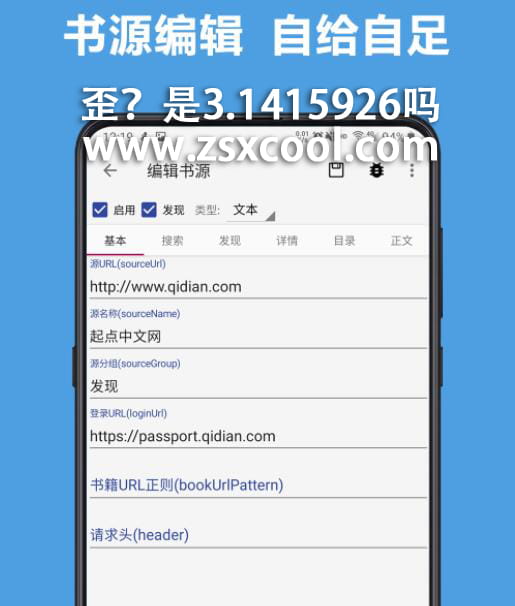 书源编辑 自给自足
歪？是3.1415926吗
www.zsxcool.com
编辑书源
启用 发现 类型: 文本
基本 搜索 发现 详情 目录 正文
源URL(sourceUrl)
http://www.qidian.com
源名称(sourceName)
起点中文网
源分组(sourceGroup)
发现
登录URL(loginUrl)
https://passport.qidian.com
书籍URL正则(bookUrlPattern)
请求头(header)